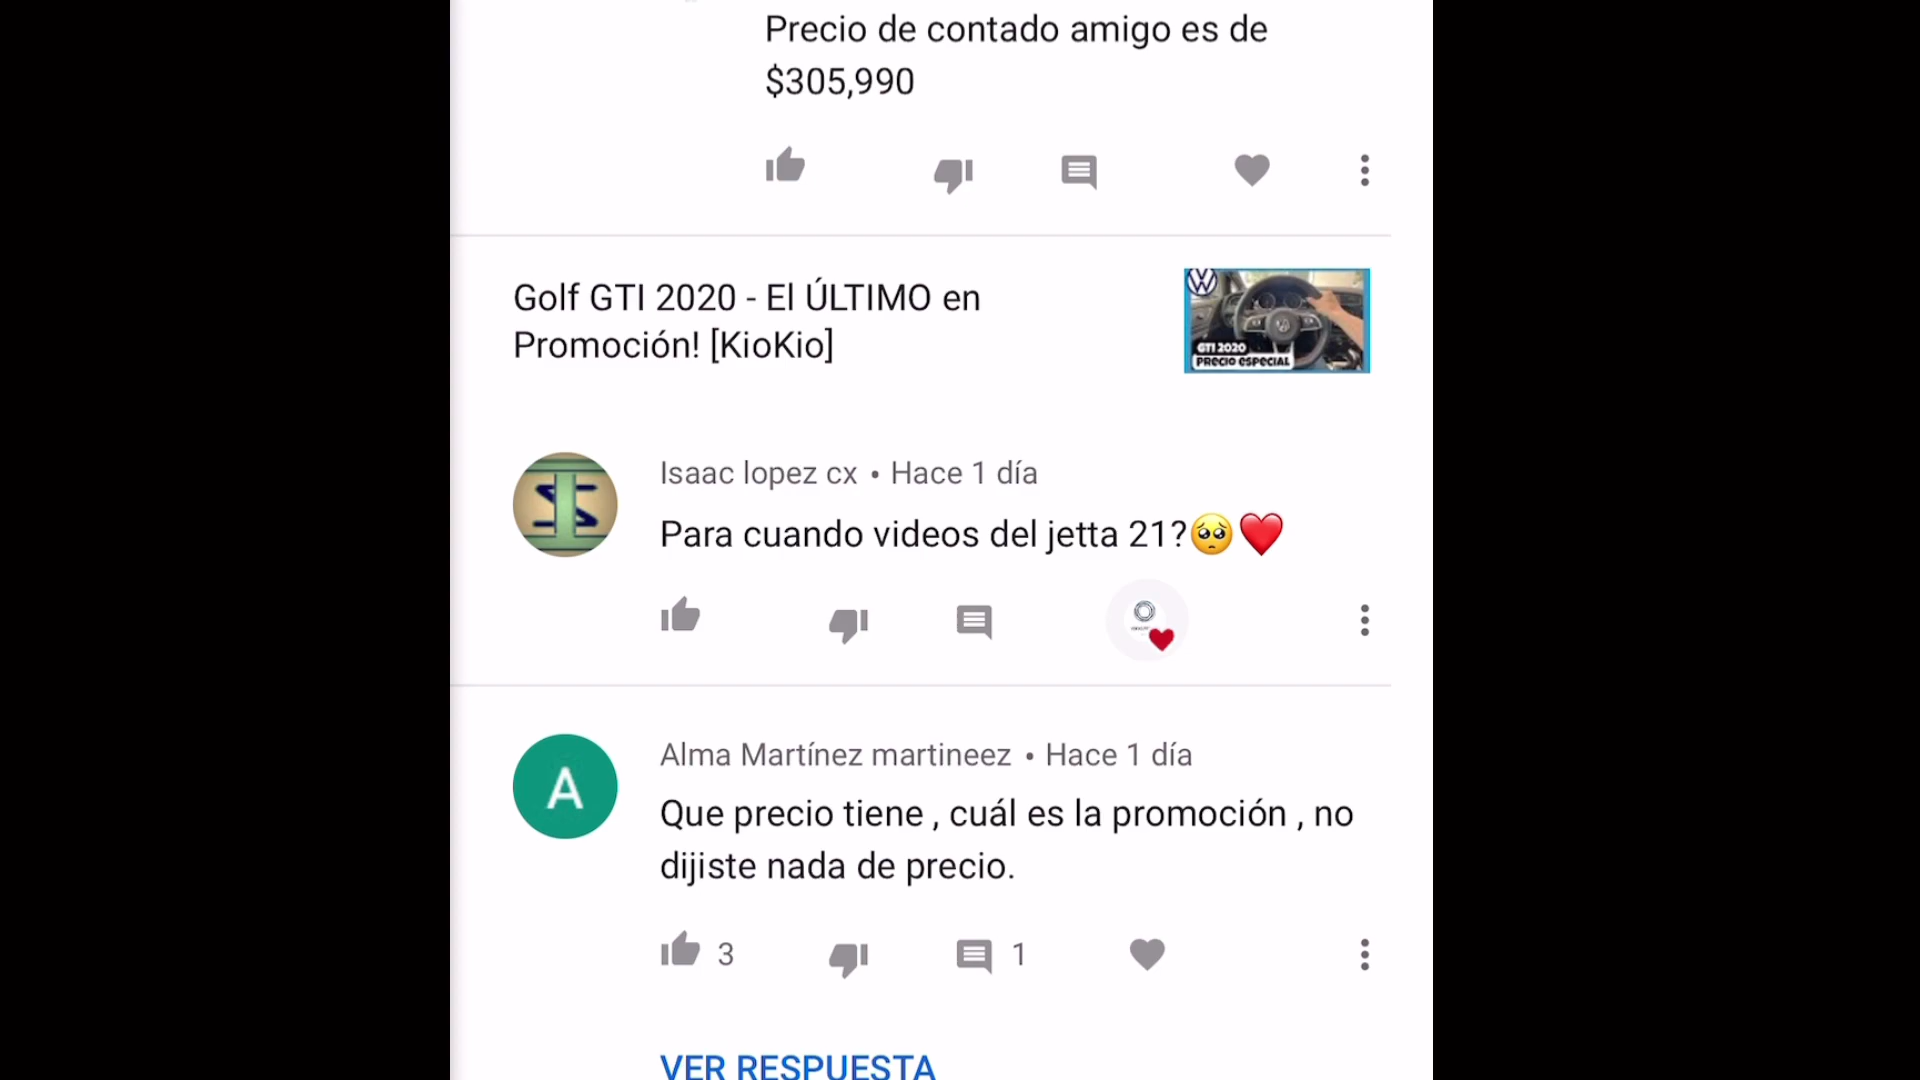 Precio de contado amigo es de
$305,990
Golf GTI 2020 - El ÚLTIMO en
Promoción! [KioKio]
GTI 2020
PRECIO ESPECIAL
Isaac lopez cx • Hace 1 día
Para cuando videos del jetta 21?🥺❤️
A
Alma Martínez martineez • Hace 1 día
Que precio tiene , cuál es la promoción , no
dijiste nada de precio.
3
1
VER RESPUESTA